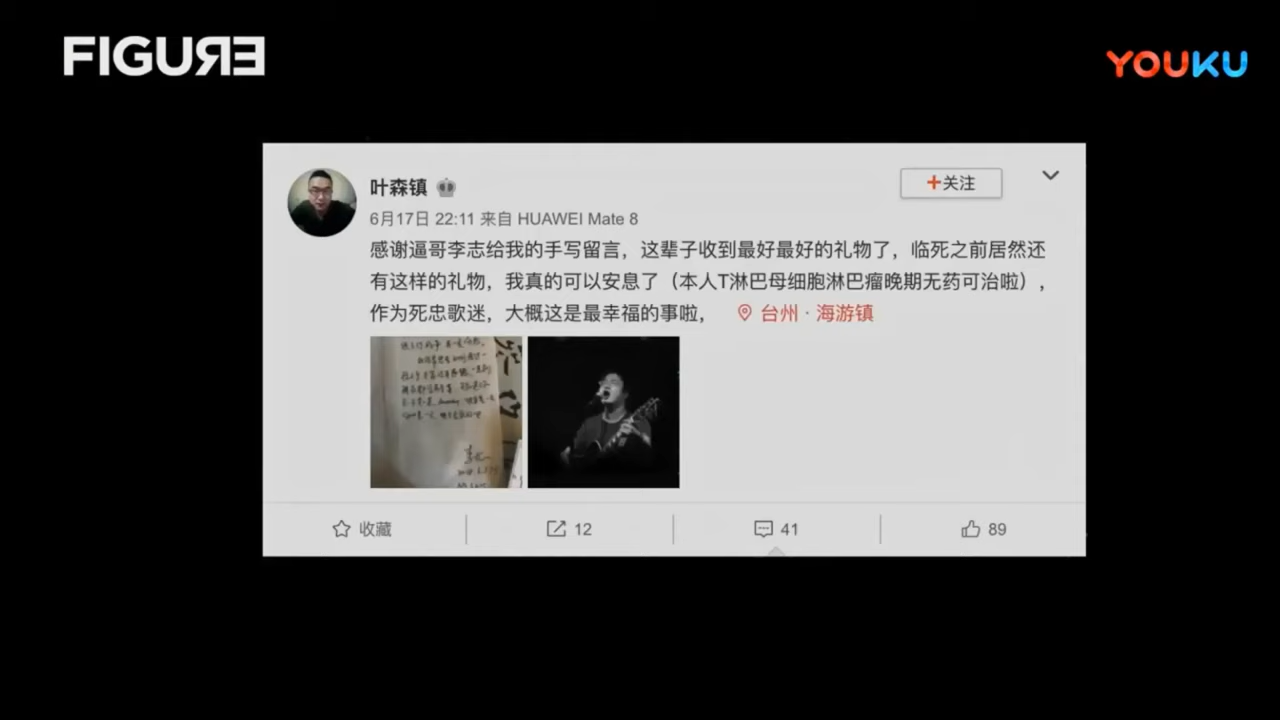 FIGURE
YOUKU
叶森镇
+关注
6月17日 22:11 来自 HUAWEI Mate 8
感谢逼哥李志给我的手写留言，这辈子收到最好最好的礼物了，临死之前居然还
有这样的礼物，我真的可以安息了（本人T淋巴母细胞淋巴瘤晚期无药可治啦），
作为死忠歌迷，大概这是最幸福的事啦， 台州 · 海游镇
收藏
12
41
89